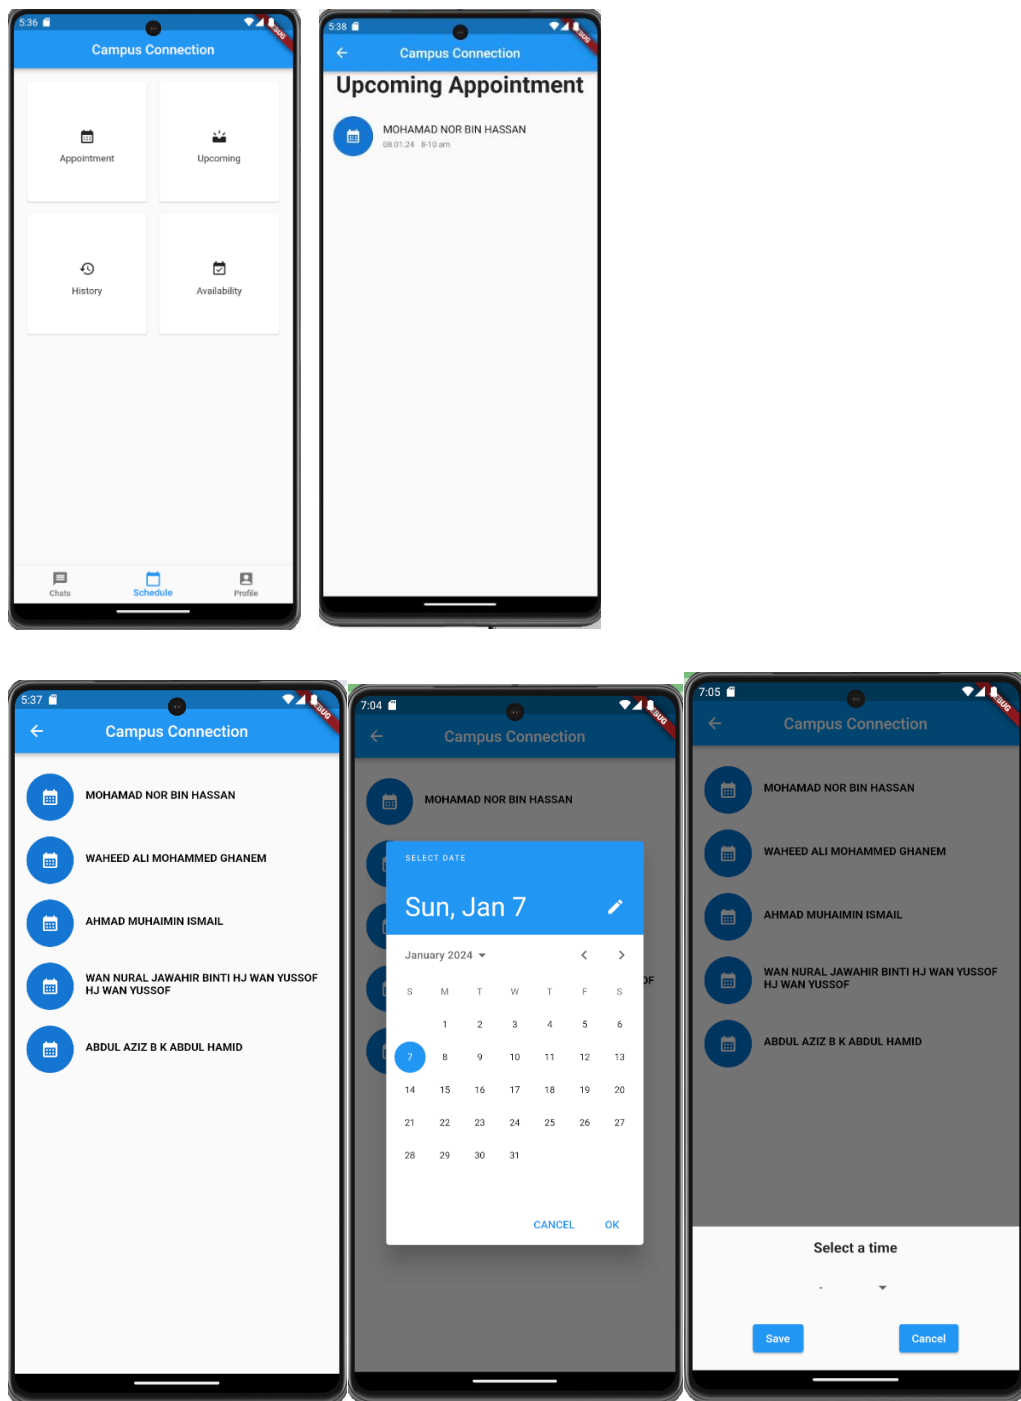 5:36
DEBUG
Campus Connection
Appointment
Upcoming
History
Availability
Chats
Schedule
Profile
5:38
DEBUG
Campus Connection
Upcoming Appointment
MOHAMAD NOR BIN HASSAN
08.01.24 8-10 am
5:37
DEBUG
Campus Connection
MOHAMAD NOR BIN HASSAN
WAHEED ALI MOHAMMED GHANEM
AHMAD MUHAIMIN ISMAIL
WAN NURAL JAWAHIR BINTI HJ WAN YUSSOF
HJ WAN YUSSOF
ABDUL AZIZ B K ABDUL HAMID
7:04
DEBUG
Campus Connection
MOHAMAD NOR BIN HASSAN
OF
SELECT DATE
Sun, Jan 7
January 2024
S M T W T F S
1 2 3 4 5 6
7 8 9 10 11 12 13
14 15 16 17 18 19 20
21 22 23 24 25 26 27
28 29 30 31
CANCEL OK
7:05
DEBUG
Campus Connection
MOHAMAD NOR BIN HASSAN
WAHEED ALI MOHAMMED GHANEM
AHMAD MUHAIMIN ISMAIL
WAN NURAL JAWAHIR BINTI HJ WAN YUSSOF
HJ WAN YUSSOF
ABDUL AZIZ B K ABDUL HAMID
Select a time
-
Save Cancel